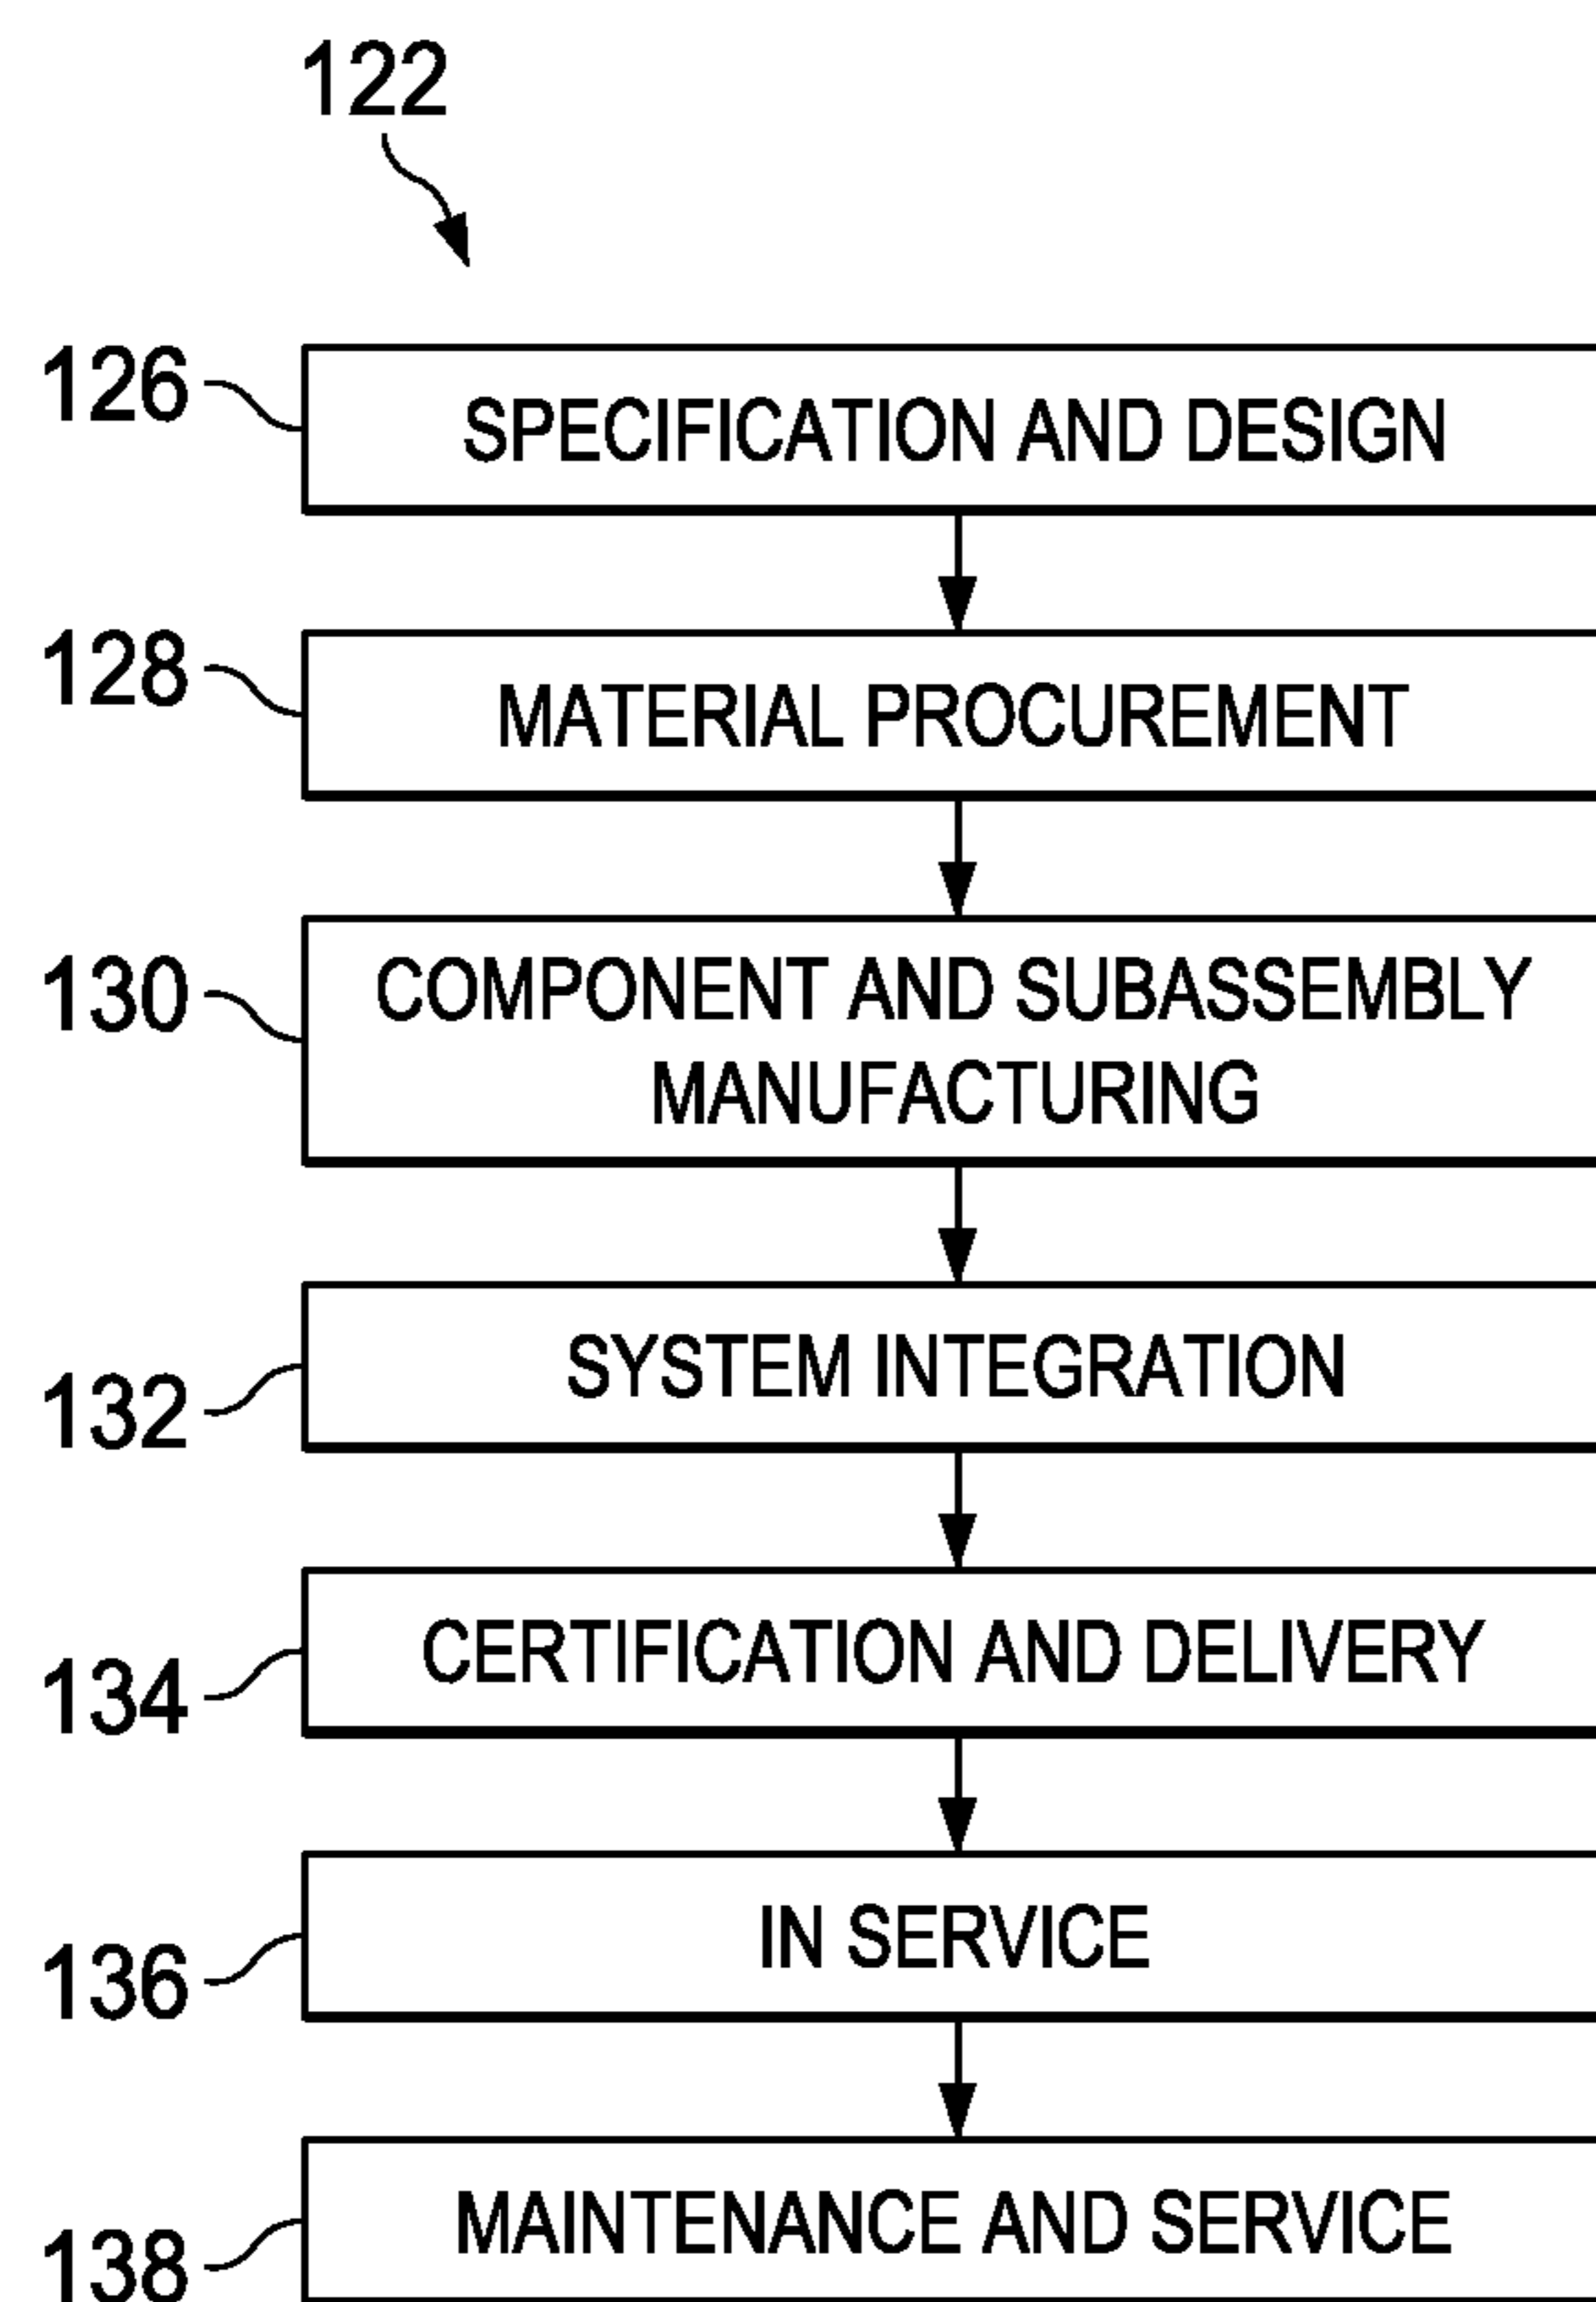 122
126
SPECIFICATION AND DESIGN
128
MATERIAL PROCUREMENT
130
COMPONENT AND SUBASSEMBLY
MANUFACTURING
132
SYSTEM INTEGRATION
134
CERTIFICATION AND DELIVERY
136
IN SERVICE
138
MAINTENANCE AND SERVICE